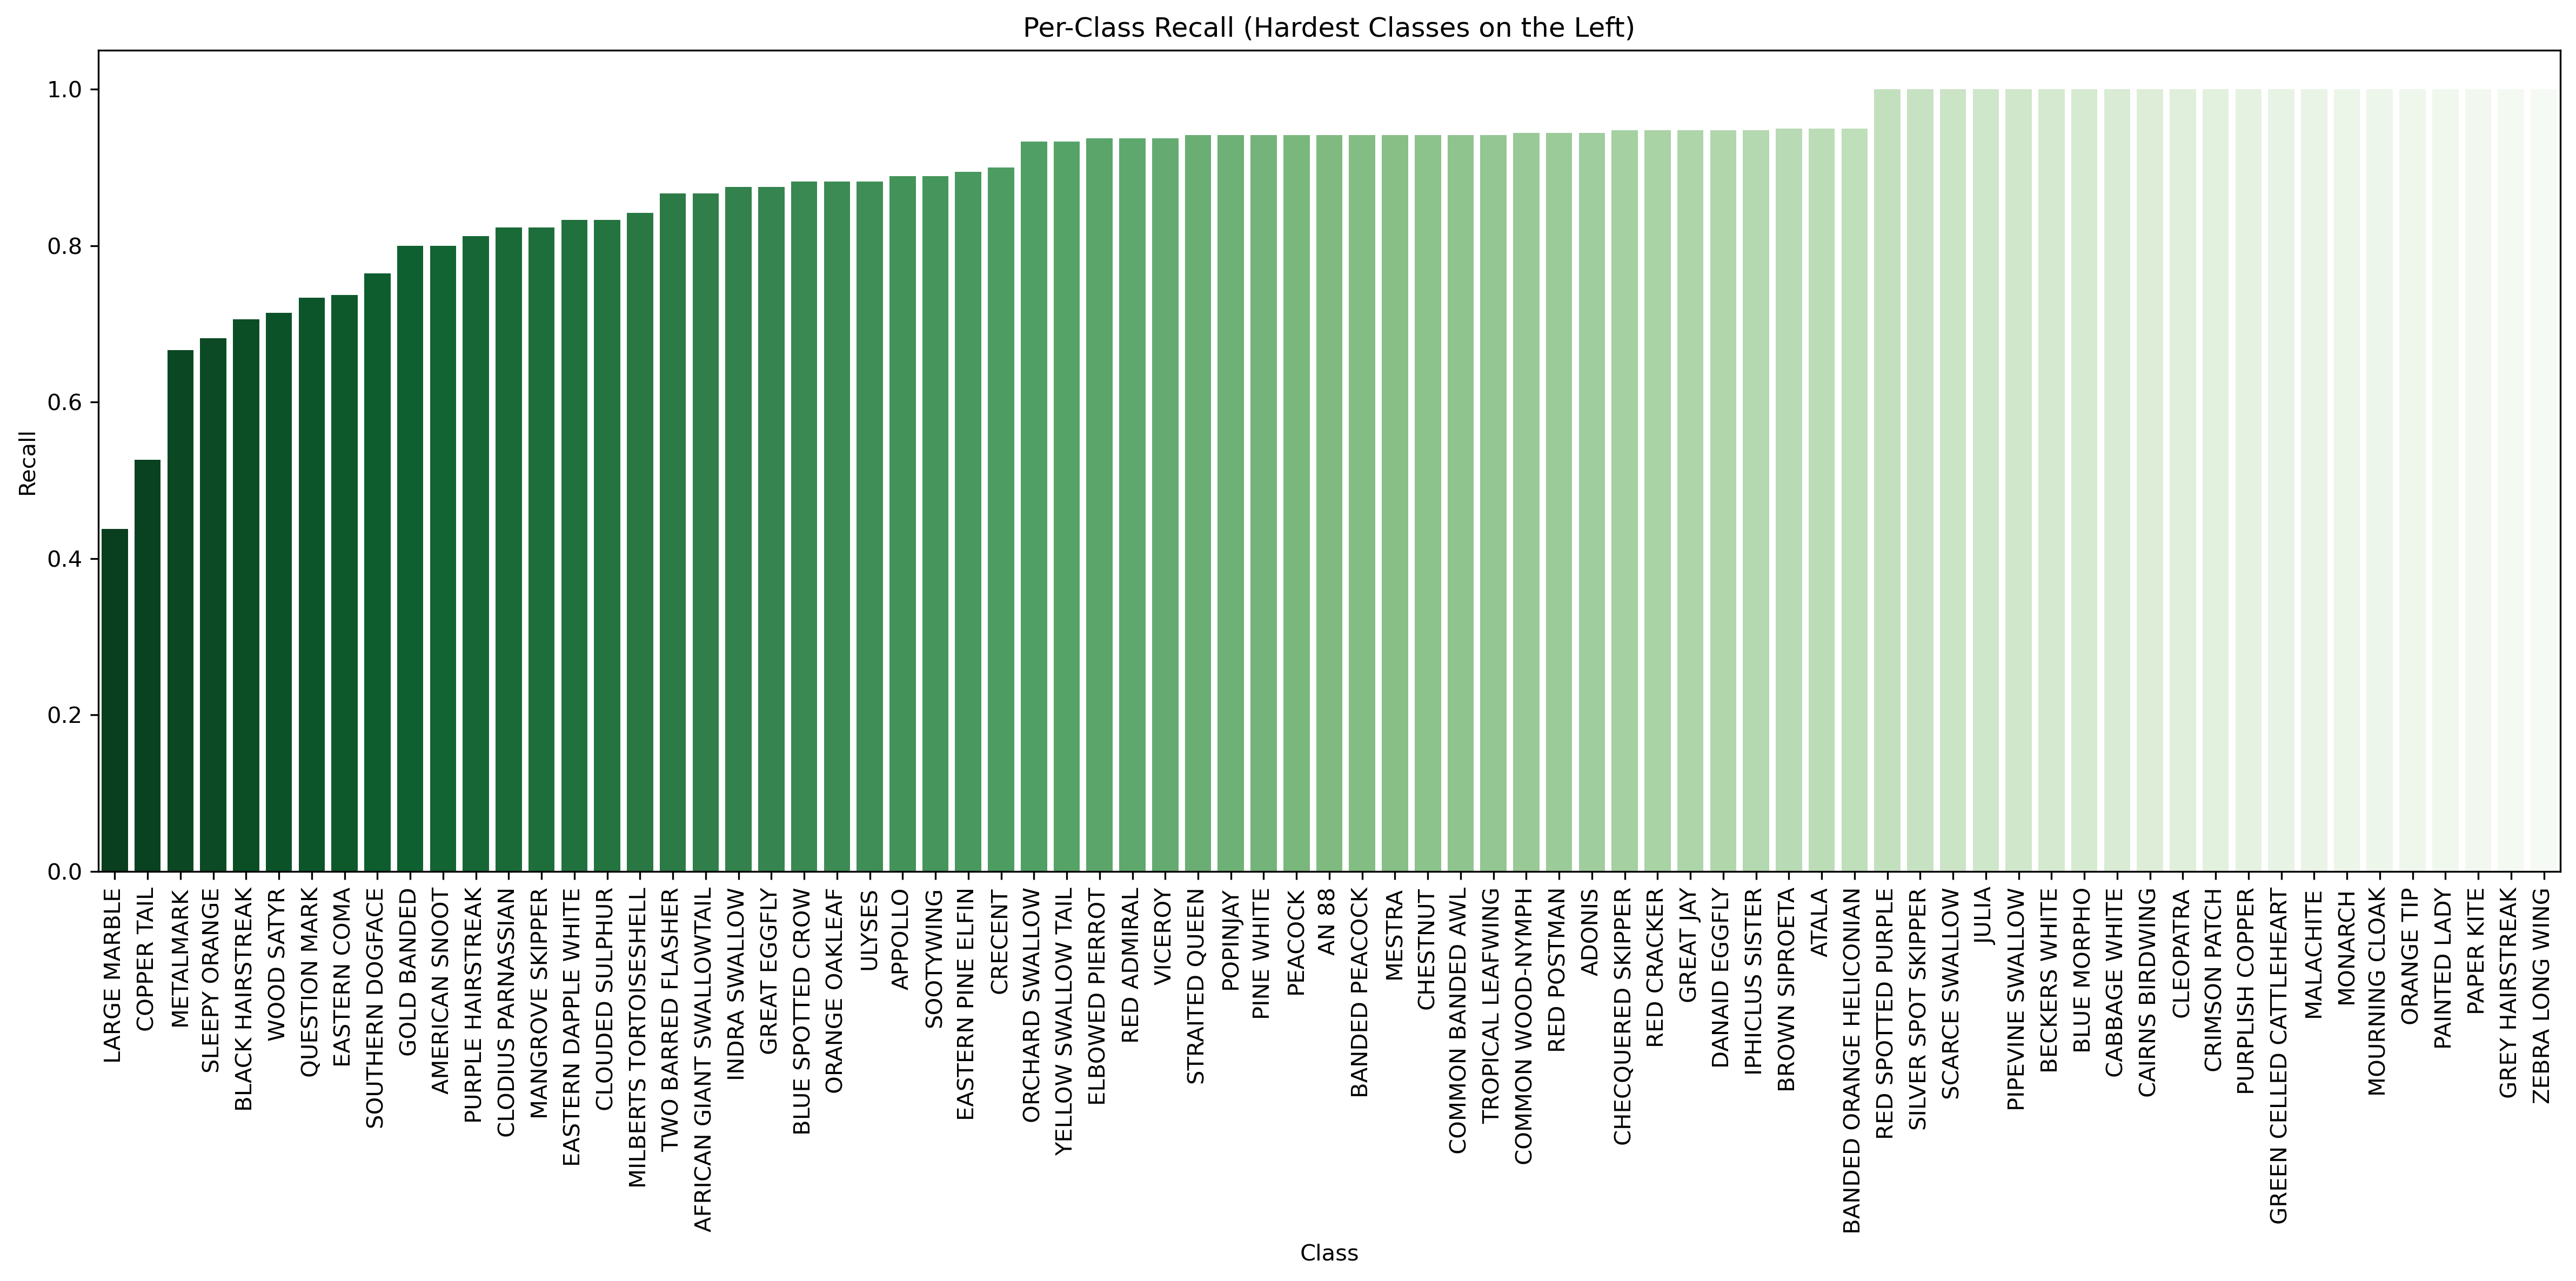 Per-Class Recall (Hardest Classes on the Left)
1.0
0.8
0.6
0.4
0.2
0.0
Recall
LARGE MARBLE
COPPER TAIL
METALMARK
SLEEPY ORANGE
BLACK HAIRSTREAK
WOOD SATYR
QUESTION MARK
EASTERN COMA
SOUTHERN DOGFACE
GOLD BANDED
AMERICAN SNOOT
PURPLE HAIRSTREAK
CLODIUS PARNASSIAN
MANGROVE SKIPPER
EASTERN DAPPLE WHITE
CLOUDED SULPHUR
MILBERTS TORTOISESHELL
TWO BARRED FLASHER
AFRICAN GIANT SWALLOWTAIL
INDRA SWALLOW
GREAT EGGFLY
BLUE SPOTTED CROW
ORANGE OAKLEAF
ULYSES
APPOLLO
SOOTYWING
EASTERN PINE ELFIN
CRECENT
ORCHARD SWALLOW
YELLOW SWALLOW TAIL
ELBOWED PIERROT
RED ADMIRAL
VICEROY
STRAITED QUEEN
POPINJAY
PINE WHITE
PEACOCK
AN 88
BANDED PEACOCK
MESTRA
CHESTNUT
COMMON BANDED AWL
TROPICAL LEAFWING
COMMON WOOD-NYMPH
RED POSTMAN
ADONIS
CHECQUERED SKIPPER
RED CRACKER
GREAT JAY
DANAID EGGFLY
IPHICLUS SISTER
BROWN SIPROETA
ATALA
BANDED ORANGE HELICONIAN
RED SPOTTED PURPLE
SILVER SPOT SKIPPER
SCARCE SWALLOW
JULIA
PIPEVINE SWALLOW
BECKERS WHITE
BLUE MORPHO
CABBAGE WHITE
CAIRNS BIRDWING
CLEOPATRA
CRIMSON PATCH
PURPLISH COPPER
GREEN CELLED CATTLEHEART
MALACHITE
MONARCH
MOURNING CLOAK
ORANGE TIP
PAINTED LADY
PAPER KITE
GREY HAIRSTREAK
ZEBRA LONG WING
Class